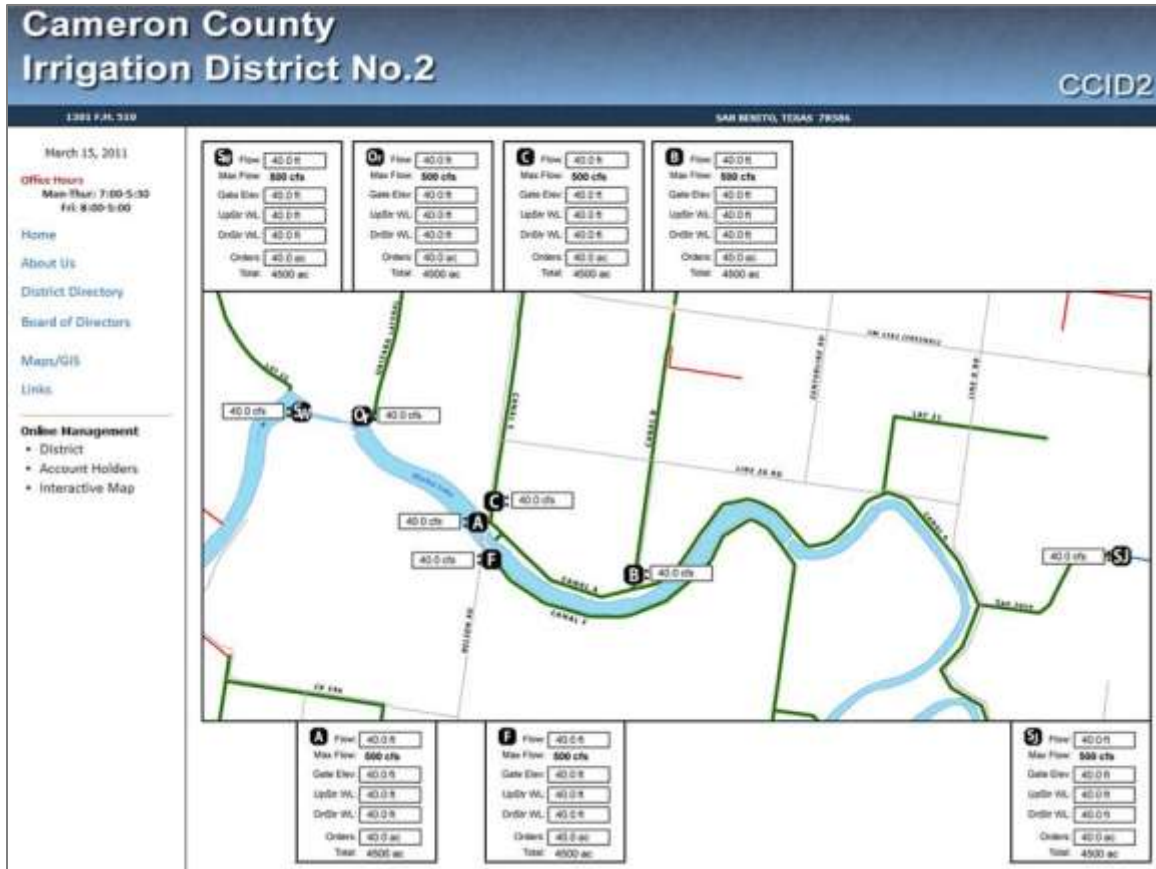 Cameron County
Irrigation District No.2
CCID2
1301 F.M. 510
SAN BENITO, TEXAS 78586
March 15, 2011
Office Hours
Mon-Thur: 7:00-5:30
Fri: 8:00-5:00
Home
About Us
District Directory
Board of Directors
Maps/GIS
Links
Online Management
• District
• Account Holders
• Interactive Map
SW Flow: 40.0 ft
Max Flow: 500 cfs
Gate Elev: 40.0 ft
UpStr WL: 40.0 ft
DnStr WL: 40.0 ft
Orders: 40.0 ac
Total: 4500 ac
Or Flow: 40.0 ft
Max Flow: 500 cfs
Gate Elev: 40.0 ft
UpStr WL: 40.0 ft
DnStr WL: 40.0 ft
Orders: 40.0 ac
Total: 4500 ac
C Flow: 40.0 ft
Max Flow: 500 cfs
Gate Elev: 40.0 ft
UpStr WL: 40.0 ft
DnStr WL: 40.0 ft
Orders: 40.0 ac
Total: 4500 ac
B Flow: 40.0 ft
Max Flow: 500 cfs
Gate Elev: 40.0 ft
UpStr WL: 40.0 ft
DnStr WL: 40.0 ft
Orders: 40.0 ac
Total: 4500 ac
LINE 20 RD
CANAL B
LAT 21
40.0 cfs SW
Or 40.0 cfs
C 40.0 cfs
40.0 cfs A
40.0 cfs F
B 40.0 cfs
40.0 cfs SJ
CANAL A
CANAL F
A Flow: 40.0 ft
Max Flow: 500 cfs
Gate Elev: 40.0 ft
UpStr WL: 40.0 ft
DnStr WL: 40.0 ft
Orders: 40.0 ac
Total: 4500 ac
F Flow: 40.0 ft
Max Flow: 500 cfs
Gate Elev: 40.0 ft
UpStr WL: 40.0 ft
DnStr WL: 40.0 ft
Orders: 40.0 ac
Total: 4500 ac
SJ Flow: 40.0 ft
Max Flow: 500 cfs
Gate Elev: 40.0 ft
UpStr WL: 40.0 ft
DnStr WL: 40.0 ft
Orders: 40.0 ac
Total: 4500 ac